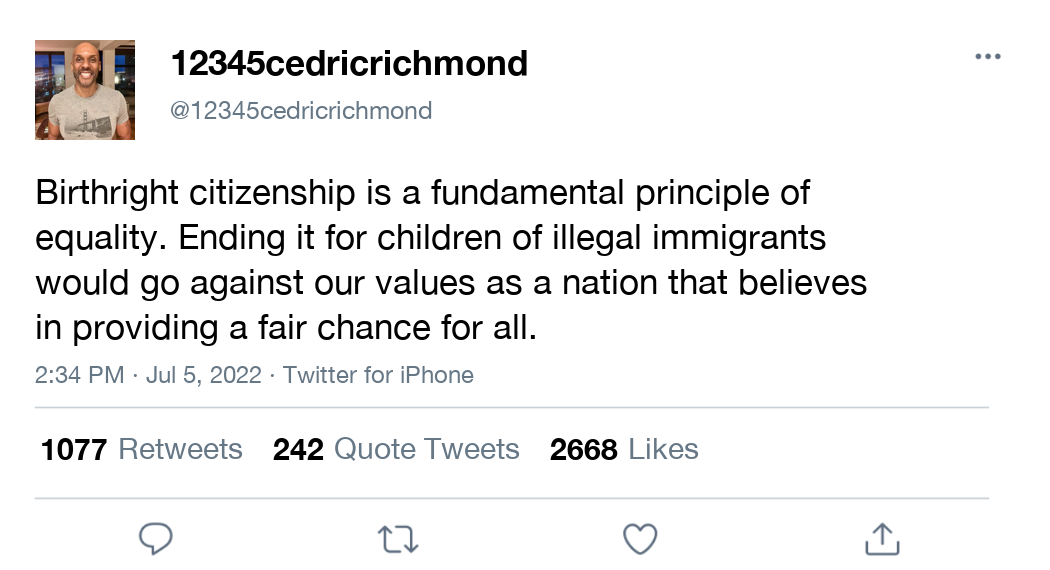 12345cedricrichmond
@12345cedricrichmond
Birthright citizenship is a fundamental principle of
equality. Ending it for children of illegal immigrants
would go against our values as a nation that believes
in providing a fair chance for all.
2:34 PM · Jul 5, 2022 · Twitter for iPhone
1077 Retweets 242 Quote Tweets 2668 Likes